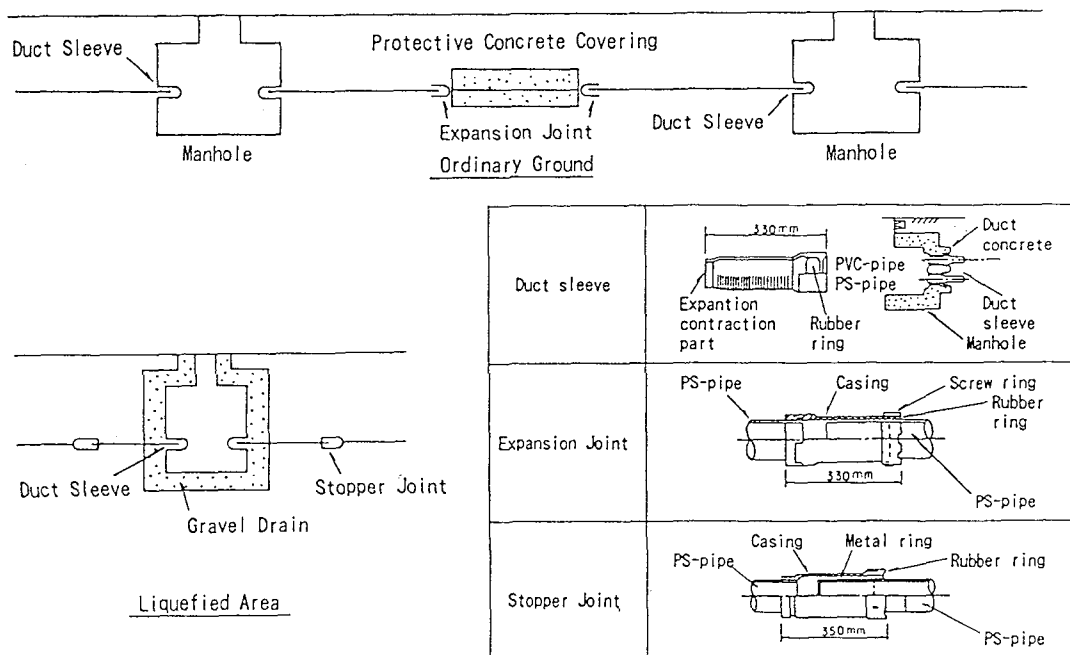 Duct Sleeve
Protective Concrete Covering
Expansion Joint
Duct Sleeve
Manhole
Ordinary Ground
Manhole
Duct Sleeve
Stopper Joint
Gravel Drain
Liquefied Area
Duct sleeve
330mm
PVC-pipe
PS-pipe
Expantion
contraction
part
Rubber
ring
Duct
concrete
Duct
sleeve
Manhole
Expansion Joint
PS-pipe
Casing
Screw ring
Rubber
ring
330mm
PS-pipe
Stopper Joint
Casing
Metal ring
PS-pipe
Rubber ring
350mm
PS-pipe